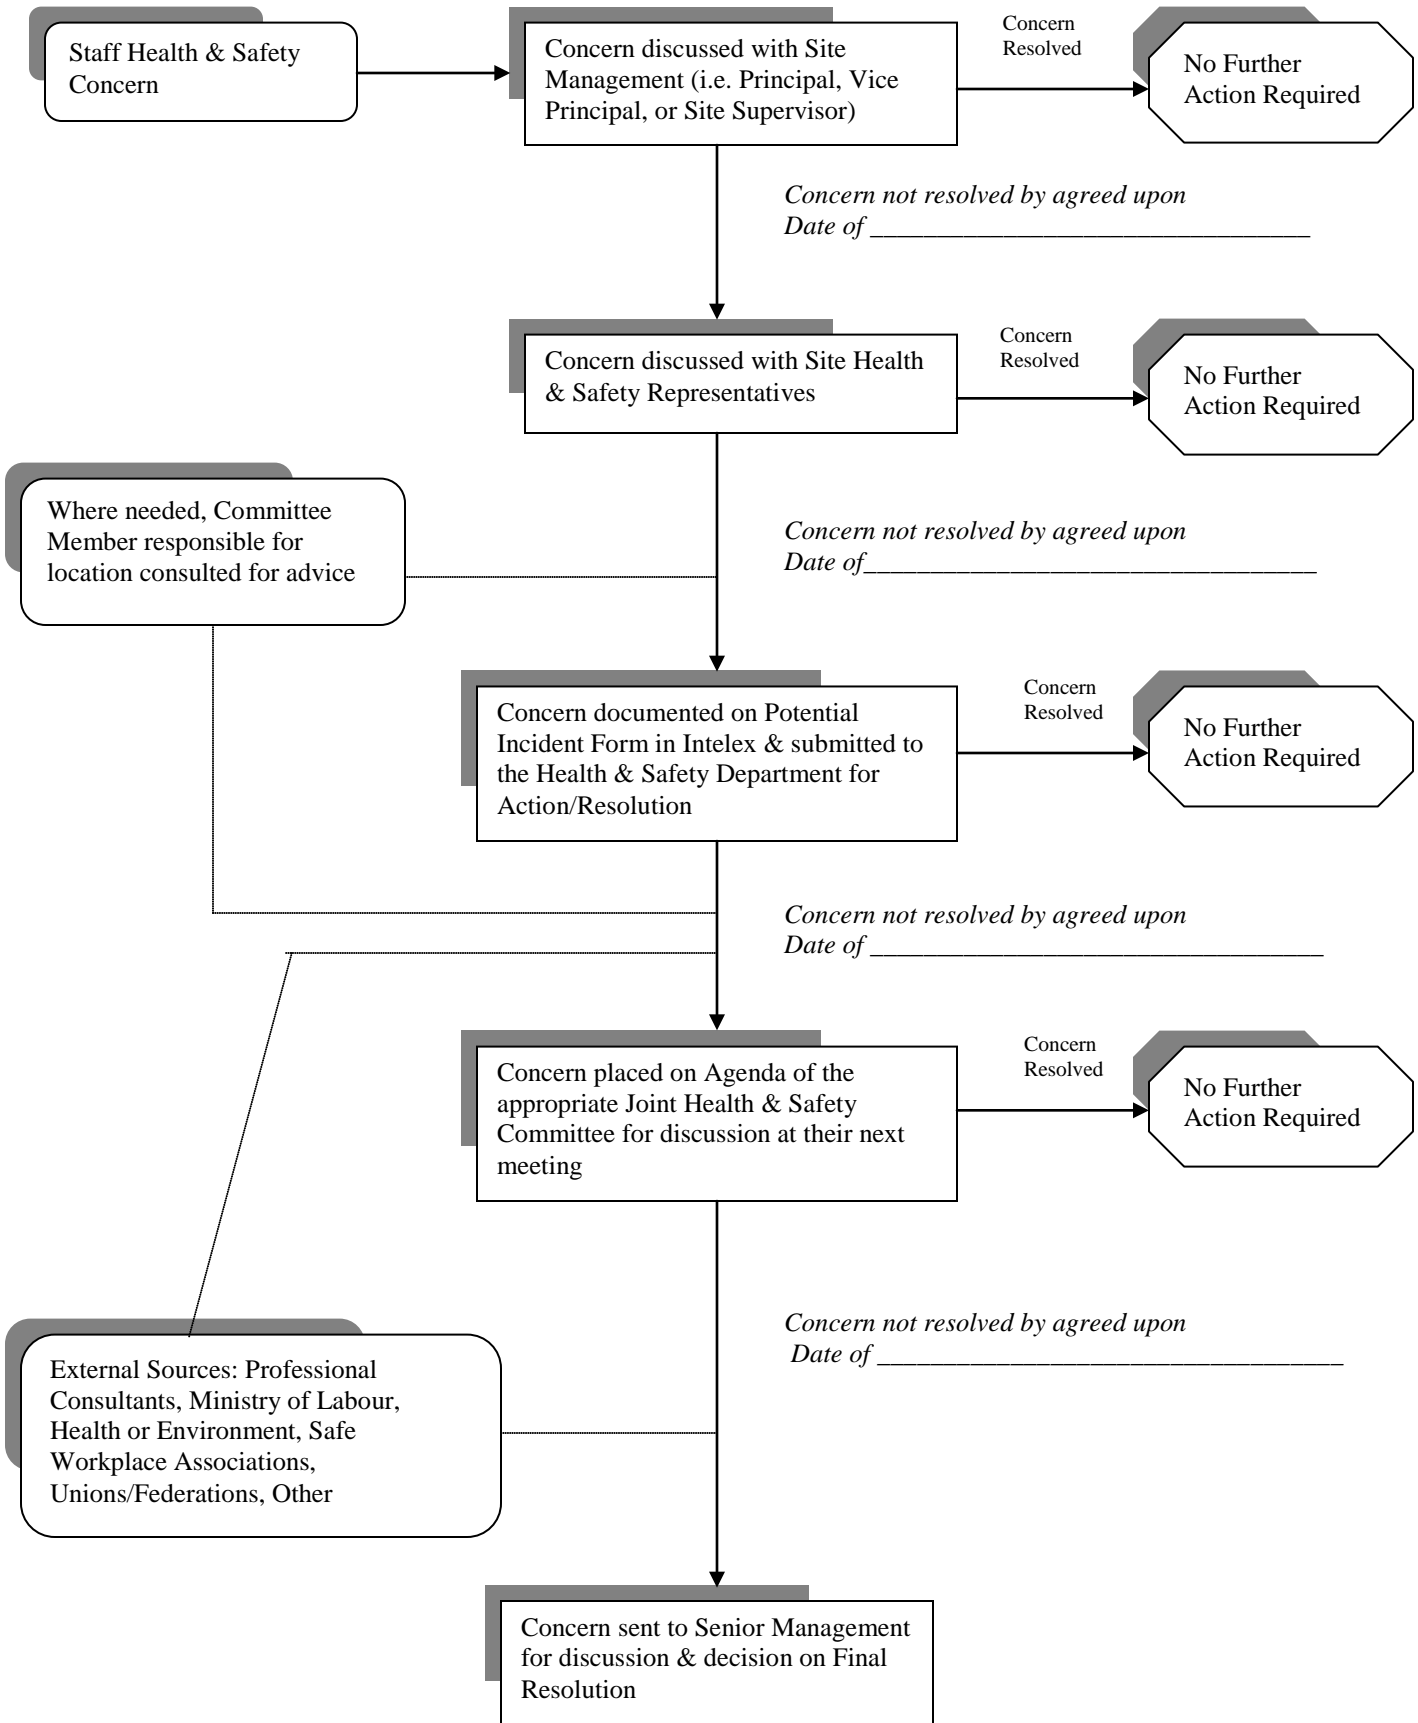 Staff Health & Safety
Concern
Concern discussed with Site
Management (i.e. Principal, Vice
Principal, or Site Supervisor)
Concern
Resolved
No Further
Action Required
Concern not resolved by agreed upon
Date of _________________________________
Concern discussed with Site Health
& Safety Representatives
Concern
Resolved
No Further
Action Required
Where needed, Committee
Member responsible for
location consulted for advice
Concern not resolved by agreed upon
Date of__________________________________
Concern documented on Potential
Incident Form in Intelex & submitted to
the Health & Safety Department for
Action/Resolution
Concern
Resolved
No Further
Action Required
Concern not resolved by agreed upon
Date of __________________________________
Concern placed on Agenda of the
appropriate Joint Health & Safety
Committee for discussion at their next
meeting
Concern
Resolved
No Further
Action Required
Concern not resolved by agreed upon
Date of ___________________________________
External Sources: Professional
Consultants, Ministry of Labour,
Health or Environment, Safe
Workplace Associations,
Unions/Federations, Other
Concern sent to Senior Management
for discussion & decision on Final
Resolution